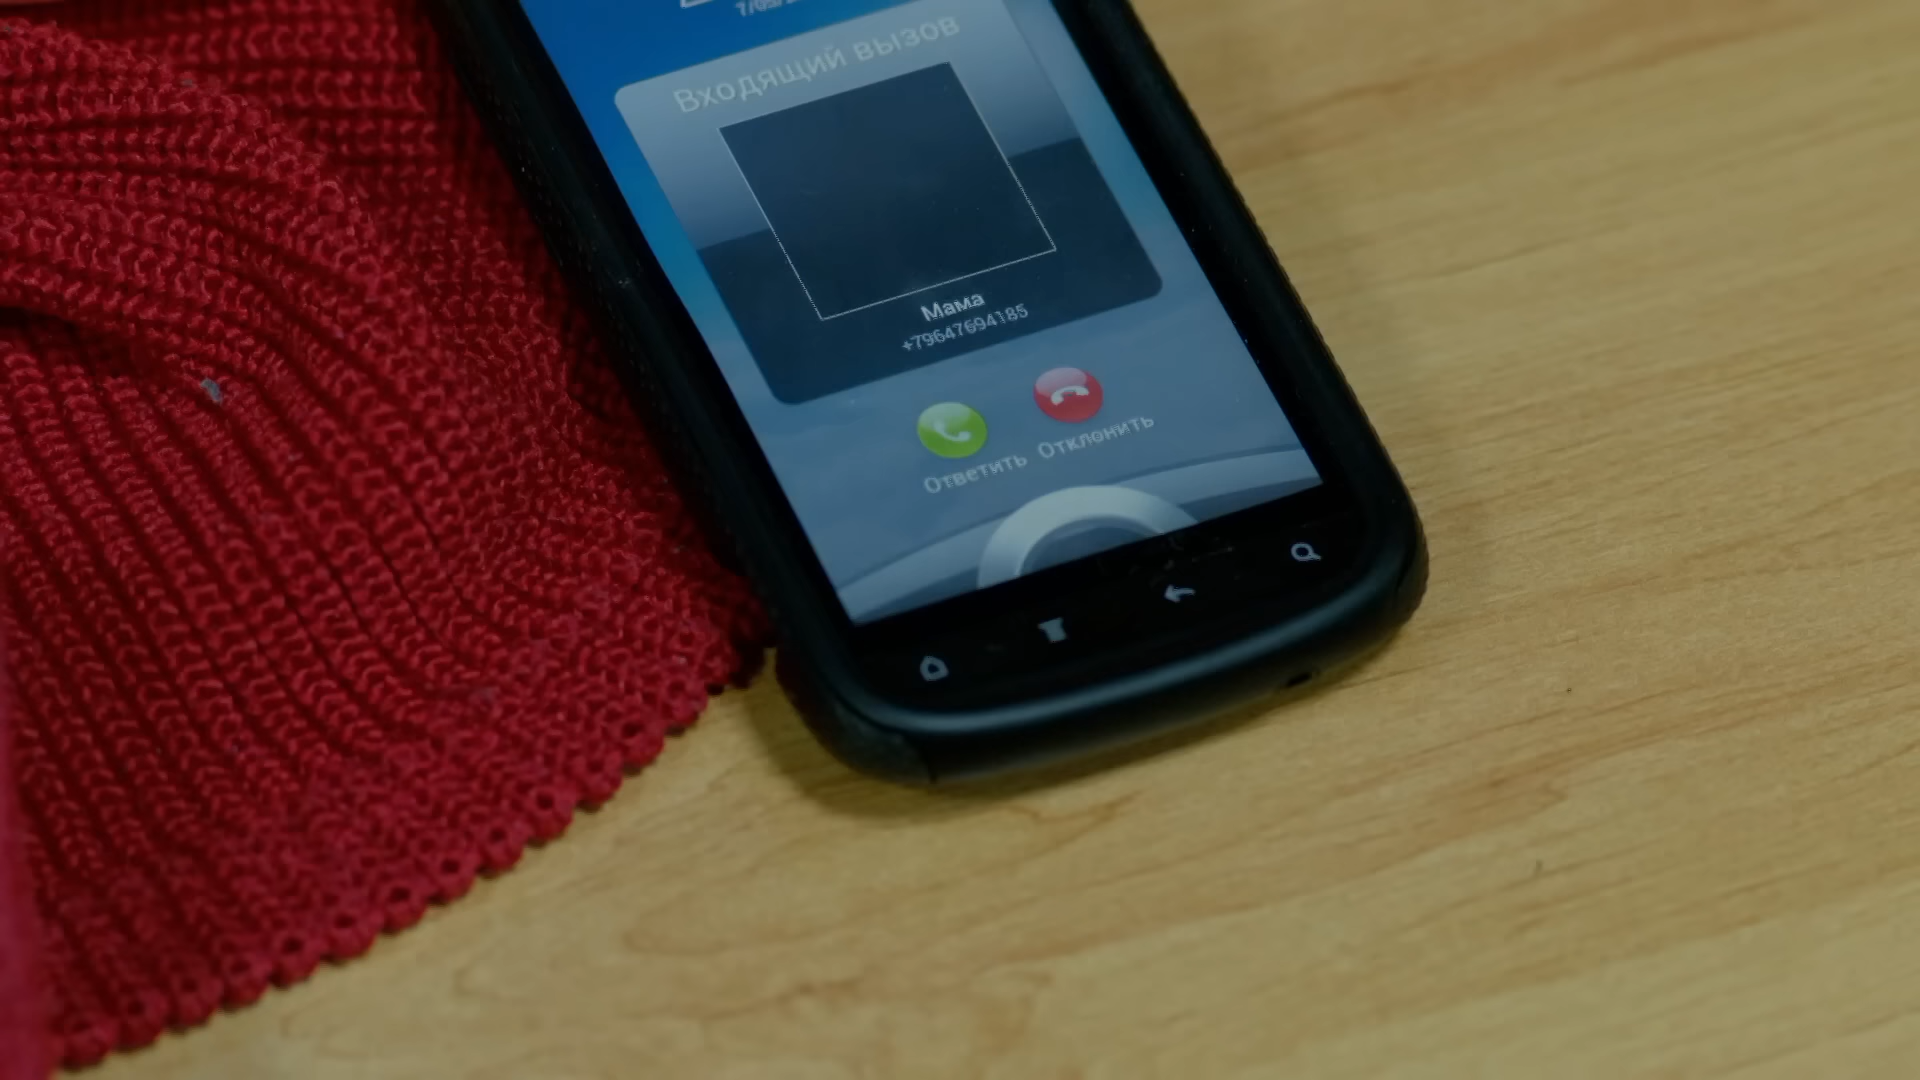 Входящий вызов
Мама
+79647694185
Ответить
Отклонить